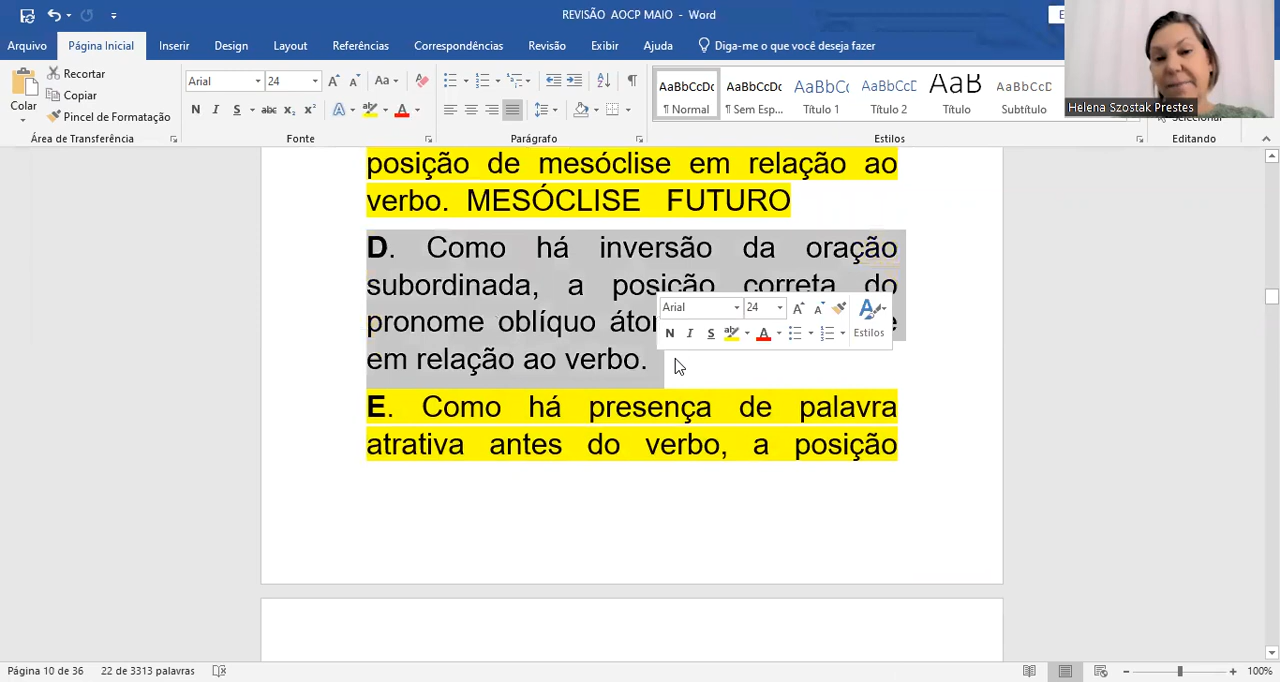 REVISÃO AOCP MAIO - Word
Arquivo Página Inicial Inserir Design Layout Referências Correspondências Revisão Exibir Ajuda Diga-me o que você deseja fazer
Colar
Recortar
Copiar
Pincel de Formatação
Área de Transferência
Arial 24
Aa
N I S abc x₂ x² A A
Fonte
Parágrafo
AaBbCcDc AaBbCcDc AaBbCc AaBbCcD AaB AaBbCcD
¶ Normal ¶ Sem Esp... Título 1 Título 2 Título Subtítulo
Estilos
Editando
Helena Szostak Prestes
posição de mesóclise em relação ao
verbo. MESÓCLISE FUTURO
D. Como há inversão da oração
subordinada, a posição correta do
pronome oblíquo
em relação ao verbo.
Arial 24
N I S A Estilos
E. Como há presença de palavra
atrativa antes do verbo, a posição
Página 10 de 36 22 de 3313 palavras 100%